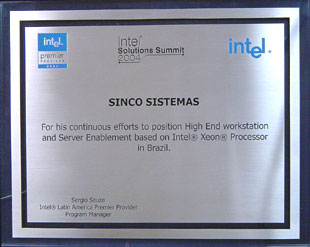 intel
premier
PROVIDER
2004
intel
Solutions Summit
2004
intel®
SINCO SISTEMAS
For his continuous efforts to position High End workstation
and Server Enablement based on Intel® Xeon® Processor
in Brazil.
Sergio Souza
Intel® Latin America Premier Provider
Program Manager